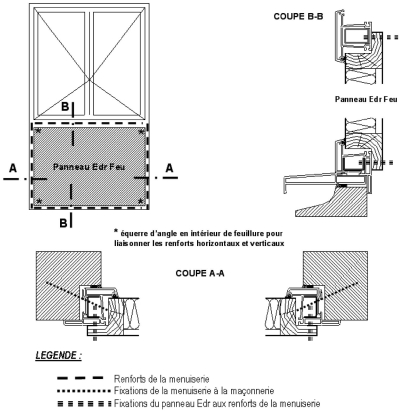 COUPE B-B
B
Panneau Edr Feu
*
*
A
Panneau Edr Feu
A
*
*
B
* équerre d'angle en intérieur de feuillure pour
liaisonner les renforts horizontaux et verticaux
COUPE A-A
LEGENDE :
Renforts de la menuiserie
Fixations de la menuiserie à la maçonnerie
Fixations du panneau Edr aux renforts de la menuiserie